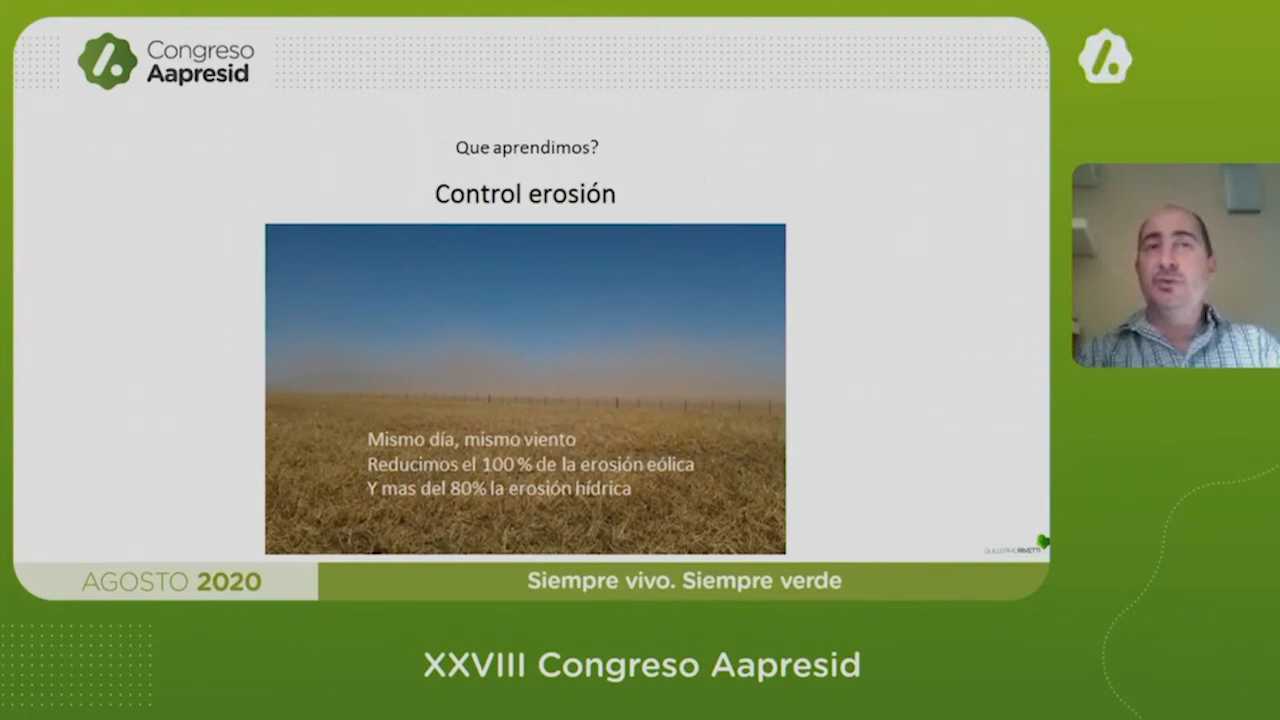 Congreso
Aapresid
Que aprendimos?
Control erosión
Mismo día, mismo viento
Reducimos el 100 % de la erosión eólica
Y mas del 80% la erosión hídrica
GUILLERMORIVETTI
AGOSTO 2020
Siempre vivo. Siempre verde
XXVIII Congreso Aapresid